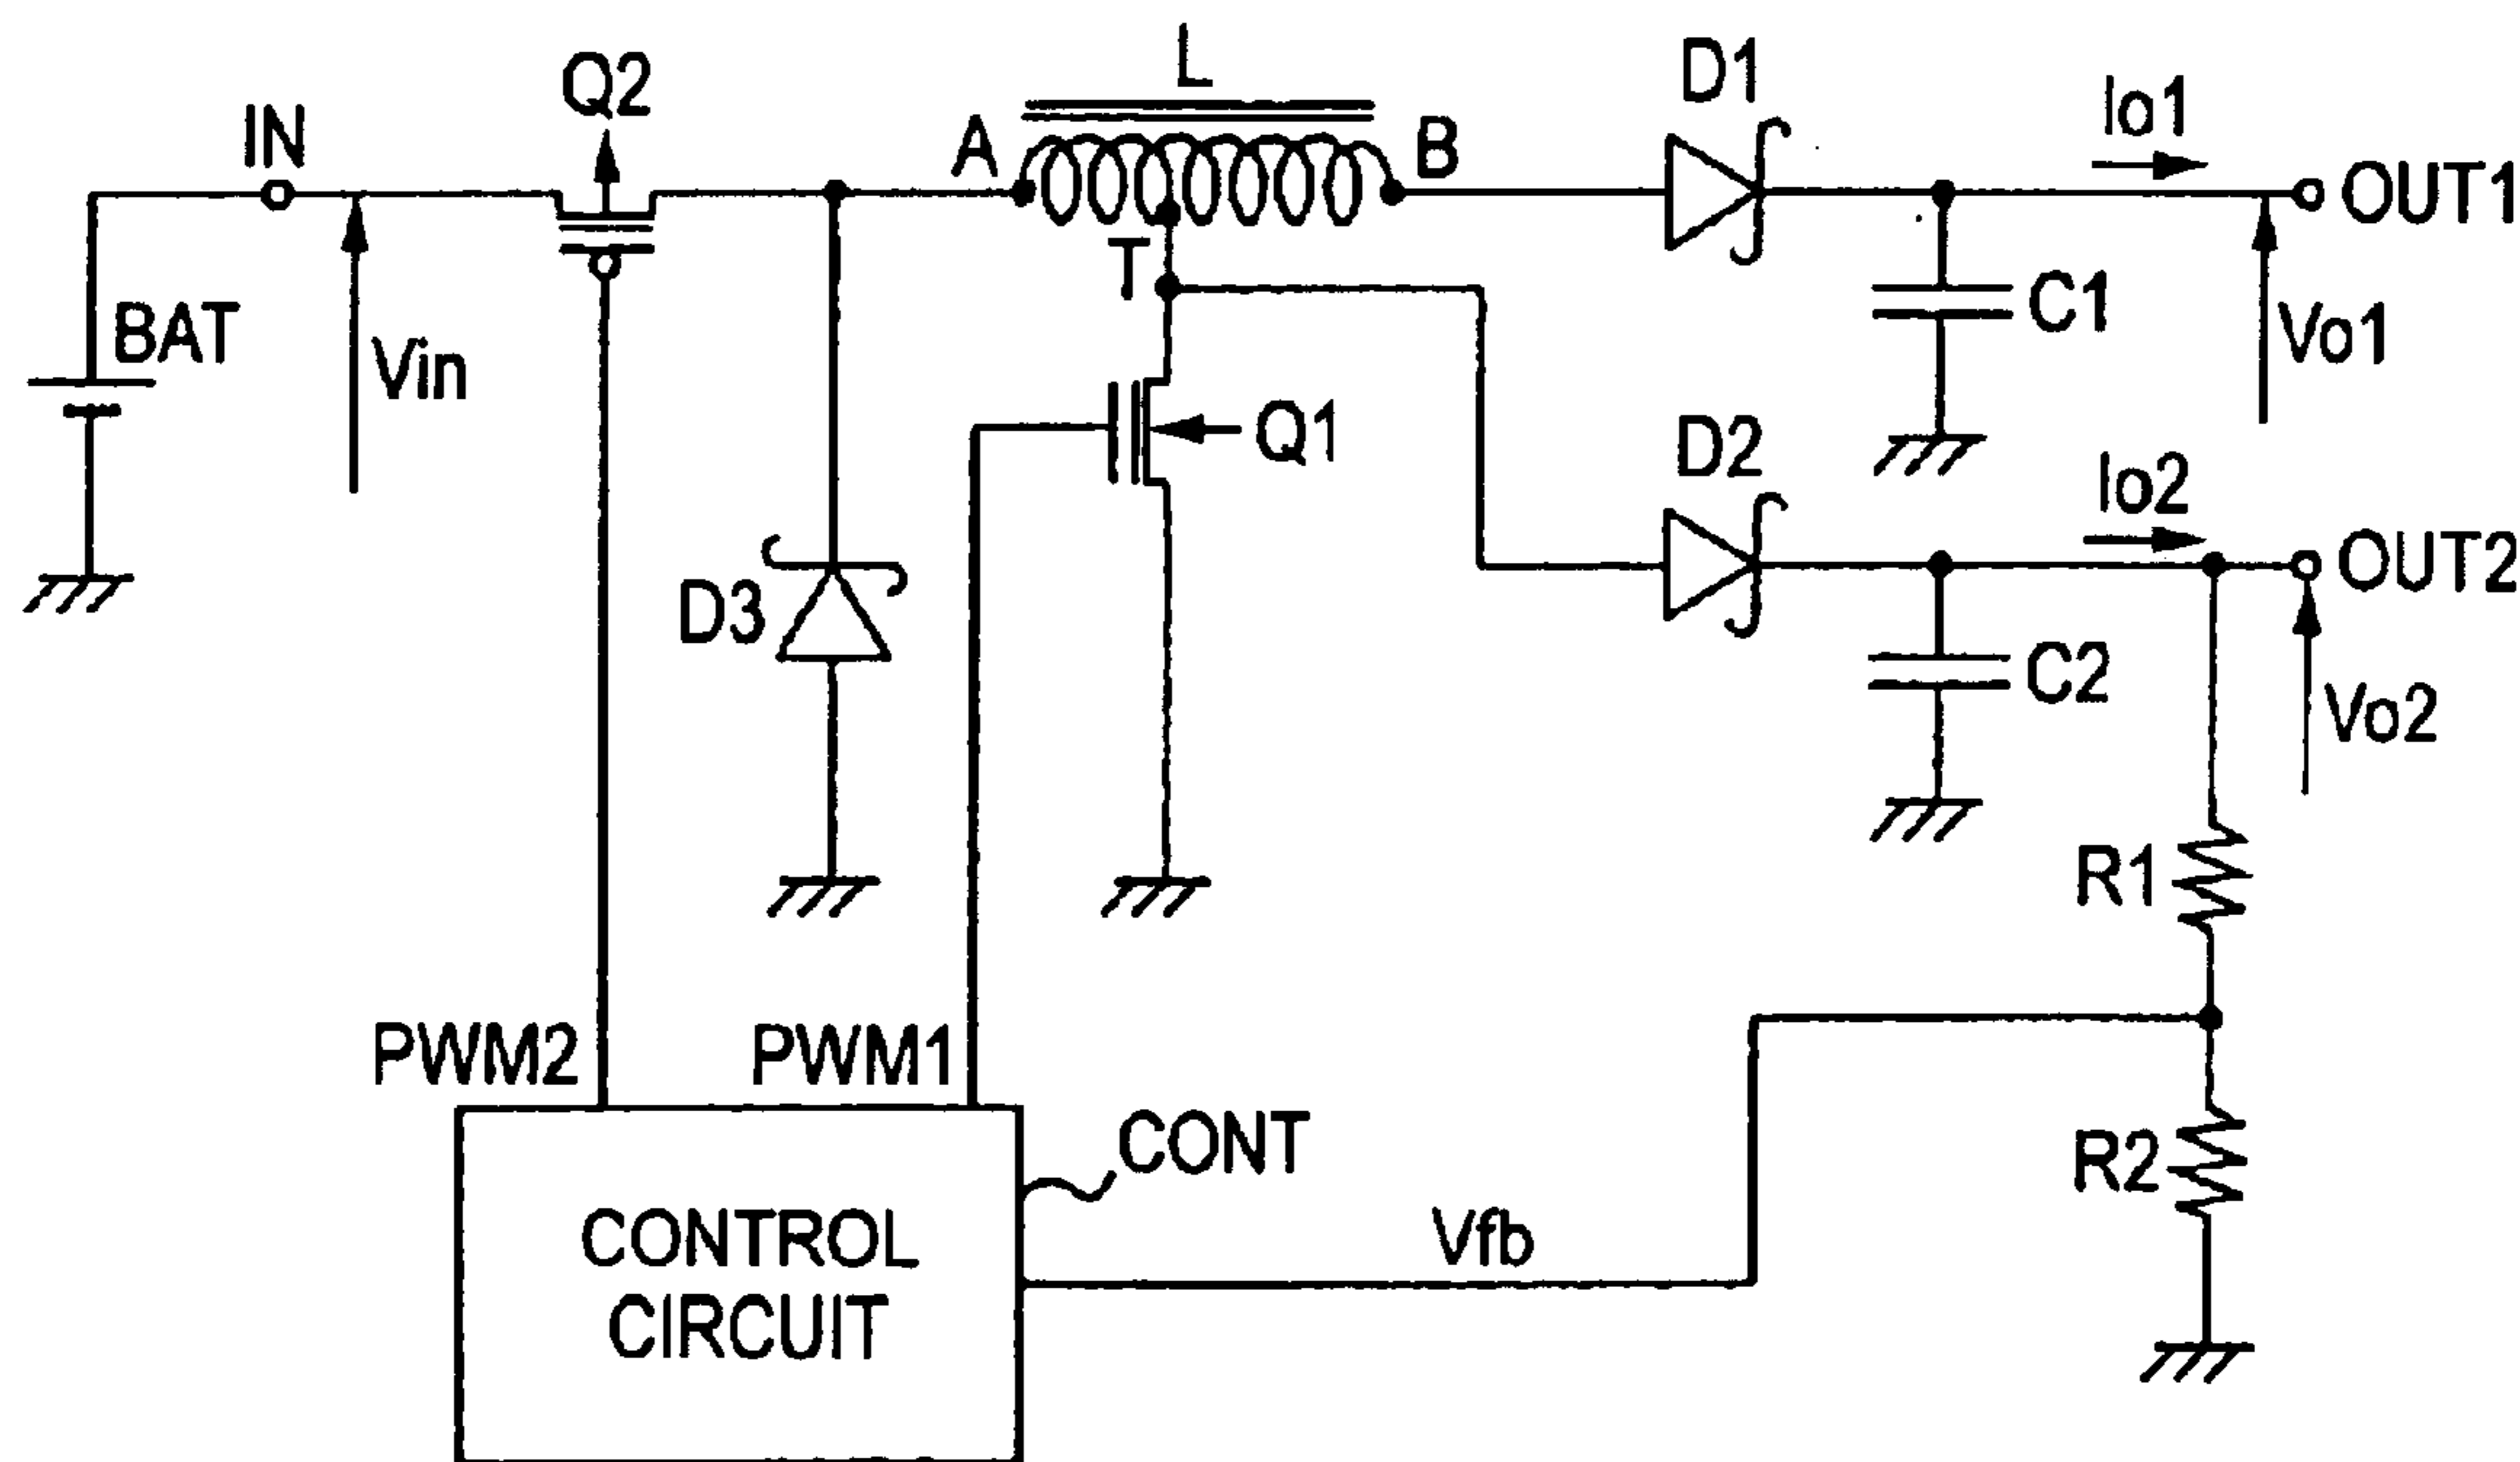 L
D1
Q2
Io1
IN
A
B
OUT1
T
C1
BAT
Vin
Vo1
Q1
D2
Io2
OUT2
D3
C2
Vo2
R1
PWM2
PWM1
CONT
R2
CONTROL
CIRCUIT
Vfb